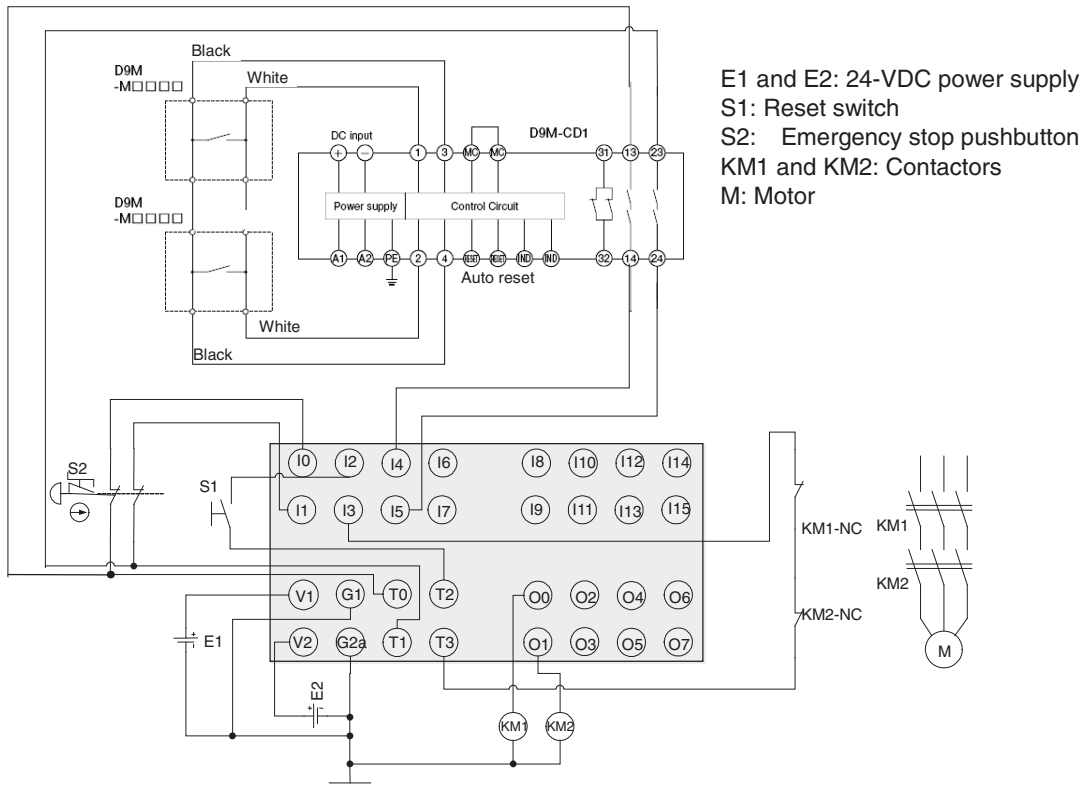 Black
D9M
-M□□□□
White
DC input
D9M-CD1
+ − 1 3 MC MC 31 13 23
D9M
-M□□□□
Power supply Control Circuit
A1 A2 PE 2 4 RESET RESET IND IND 32 14 24
Auto reset
White
Black
E1 and E2: 24-VDC power supply
S1: Reset switch
S2: Emergency stop pushbutton
KM1 and KM2: Contactors
M: Motor
S2
S1
I0 I2 I4 I6 I8 I10 I12 I14
I1 I3 I5 I7 I9 I11 I13 I15
V1 G1 T0 T2 O0 O2 O4 O6
V2 G2a T1 T3 O1 O3 O5 O7
E1
E2
KM1 KM2
KM1-NC
KM2-NC
KM1
KM2
M